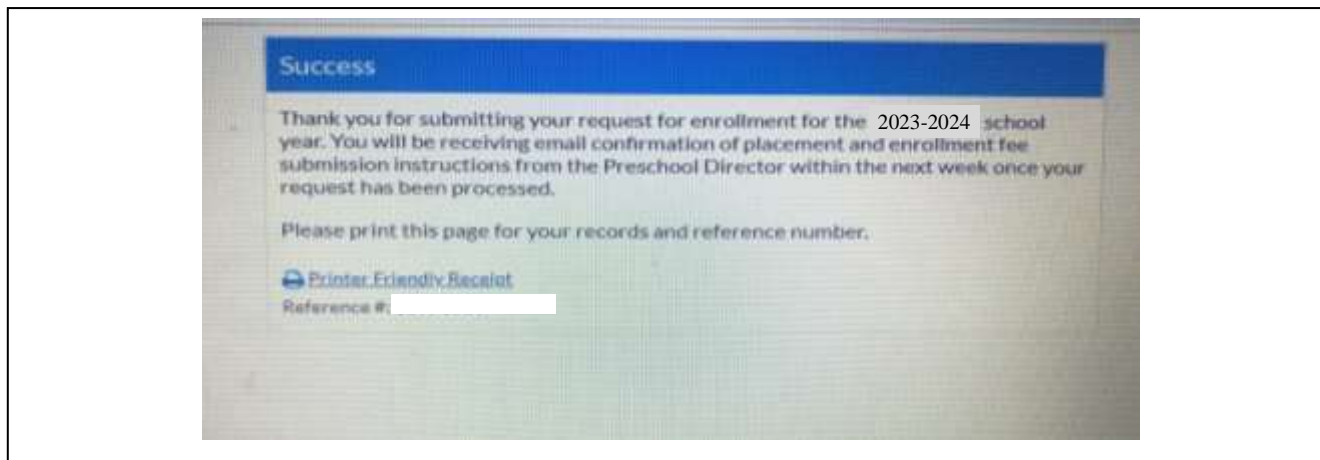 Success
Thank you for submitting your request for enrollment for the 2023-2024 school
year. You will be receiving email confirmation of placement and enrollment fee
submission instructions from the Preschool Director within the next week once your
request has been processed.
Please print this page for your records and reference number.
Printer Friendly Receipt
Reference #: